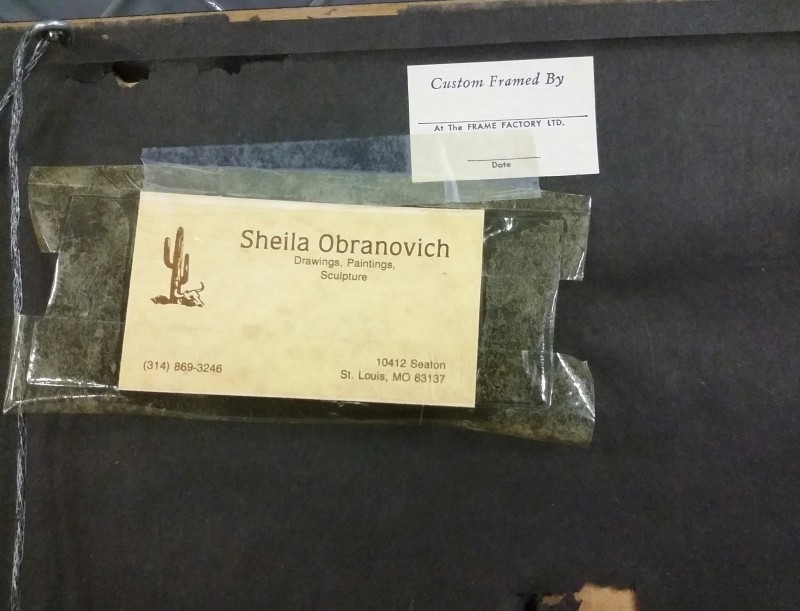 Custom Framed By
At The FRAME FACTORY LTD.
Date
Sheila Obranovich
Drawings, Paintings,
Sculpture
(314) 869-3246
10412 Seaton
St. Louis, MO 63137